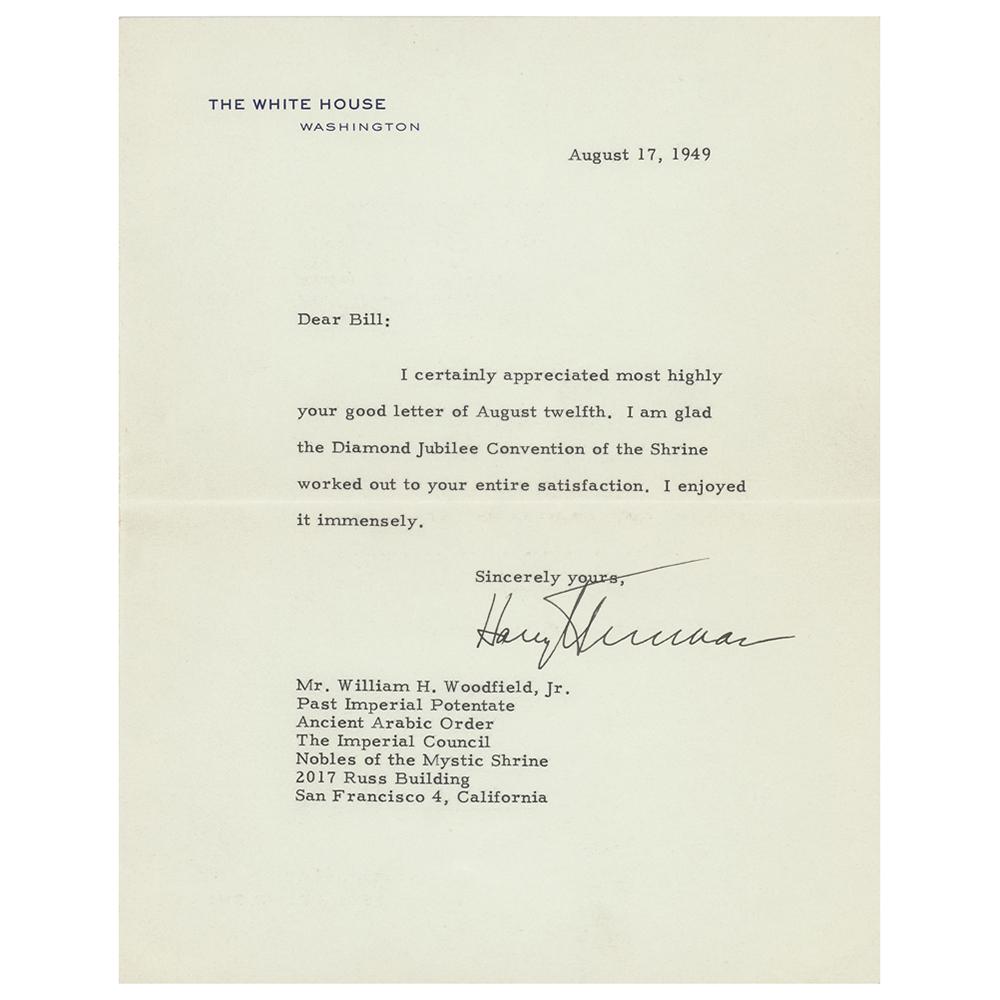 THE WHITE HOUSE
WASHINGTON
August 17, 1949
Dear Bill:
I certainly appreciated most highly
your good letter of August twelfth. I am glad
the Diamond Jubilee Convention of the Shrine
worked out to your entire satisfaction. I enjoyed
it immensely.
Sincerely yours,
Harry Truman
Mr. William H. Woodfield, Jr.
Past Imperial Potentate
Ancient Arabic Order
The Imperial Council
Nobles of the Mystic Shrine
2017 Russ Building
San Francisco 4, California